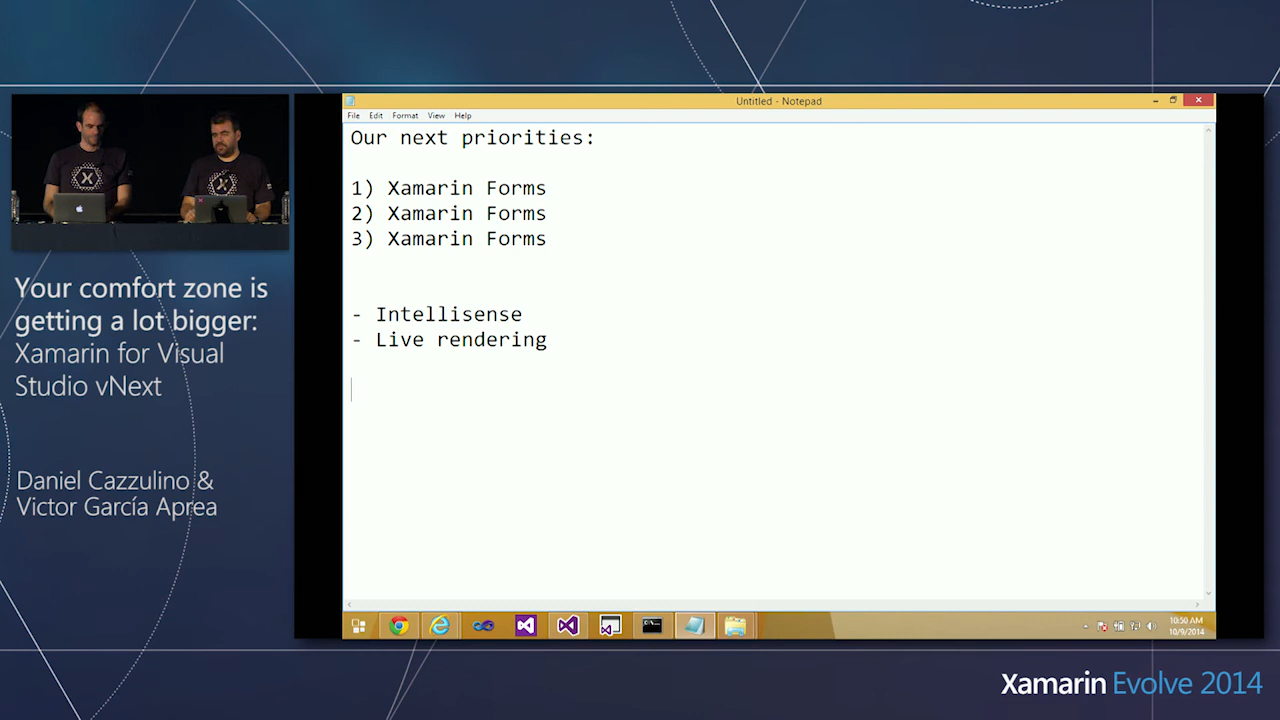 Untitled - Notepad
File Edit Format View Help
Our next priorities:
1) Xamarin Forms
2) Xamarin Forms
3) Xamarin Forms
- Intellisense
- Live rendering
10:50 AM
10/9/2014
Your comfort zone is
getting a lot bigger:
Xamarin for Visual
Studio vNext
Daniel Cazzulino &
Victor García Aprea
Xamarin Evolve 2014